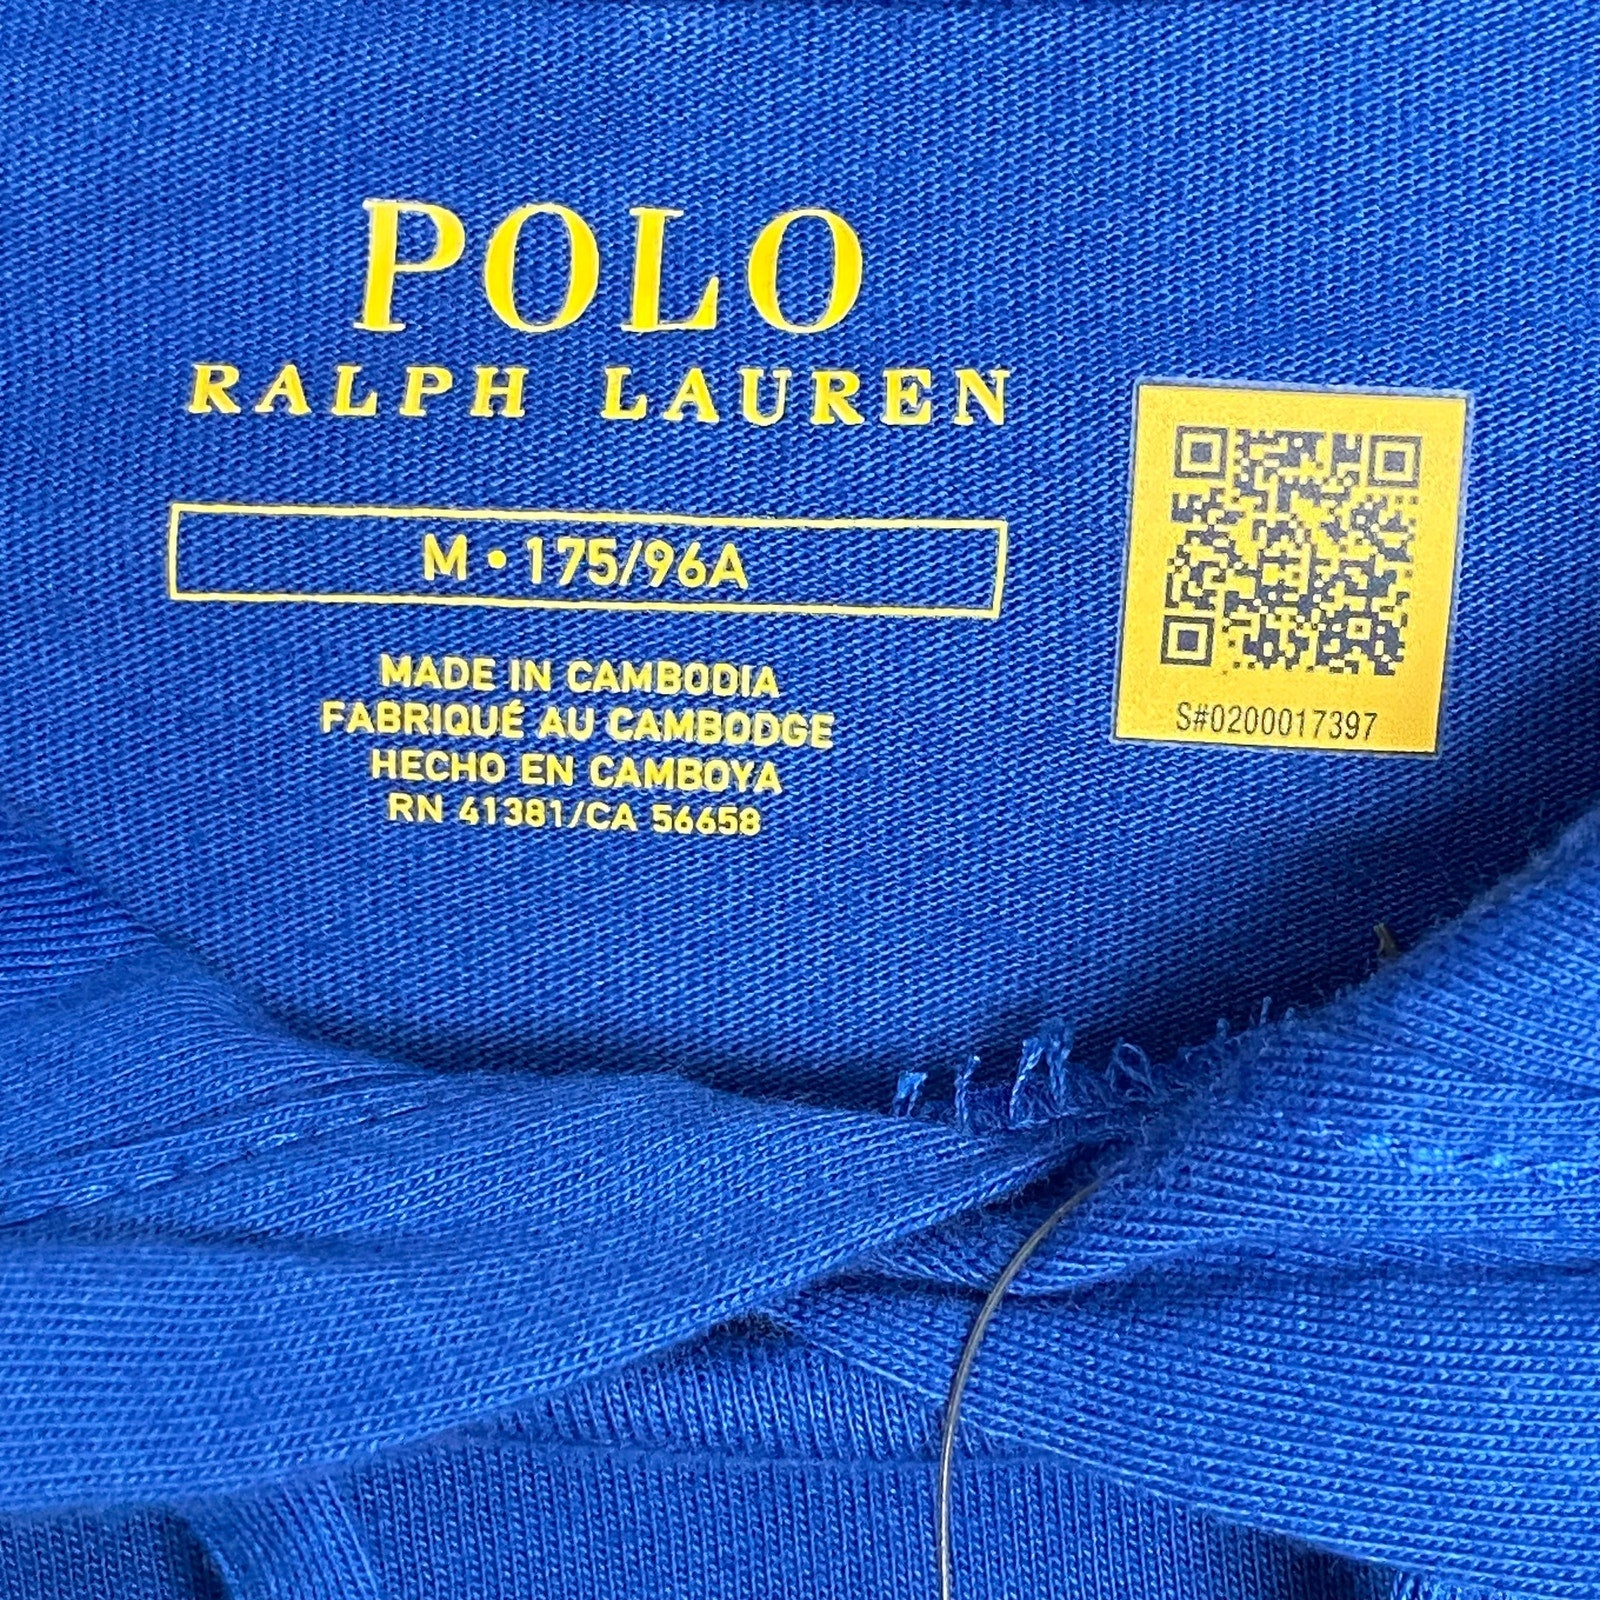 POLO
RALPH LAUREN
M • 175/96A
MADE IN CAMBODIA
FABRIQUÉ AU CAMBODGE
HECHO EN CAMBOYA
RN 41381/CA 56658
S#0200017397